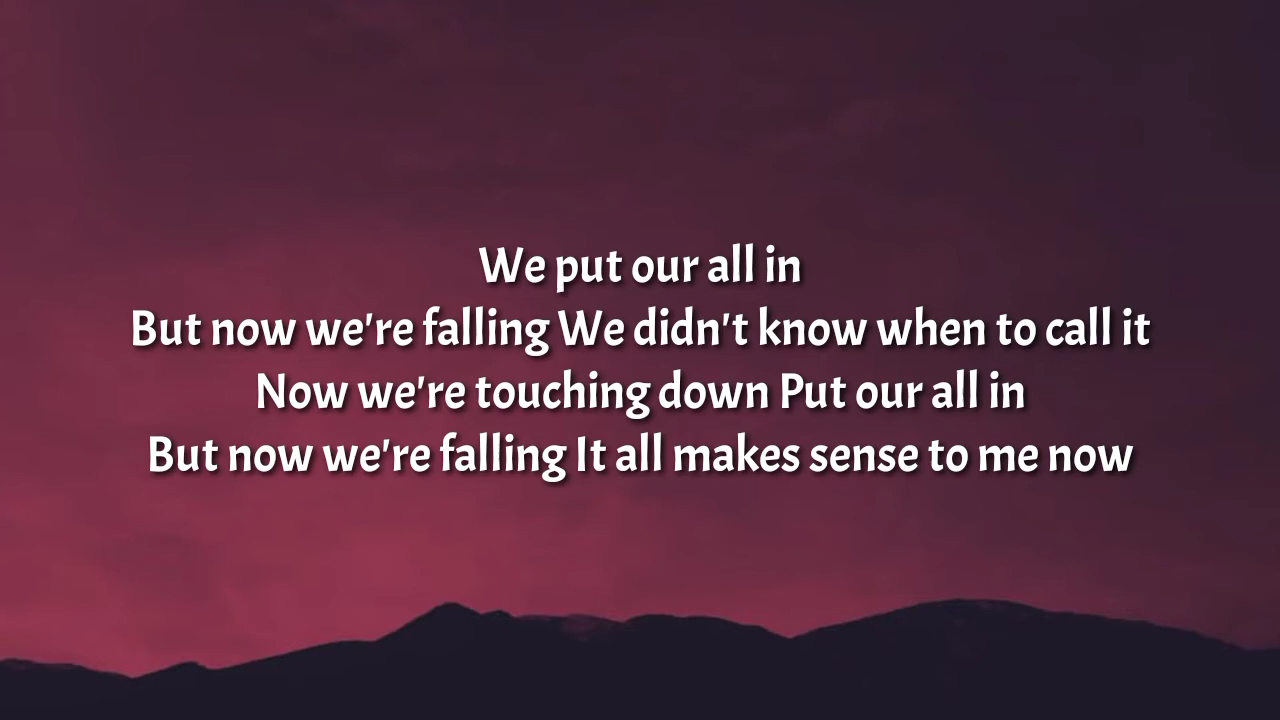 We put our all in
But now we're falling We didn't know when to call it
Now we're touching down Put our all in
But now we're falling It all makes sense to me now